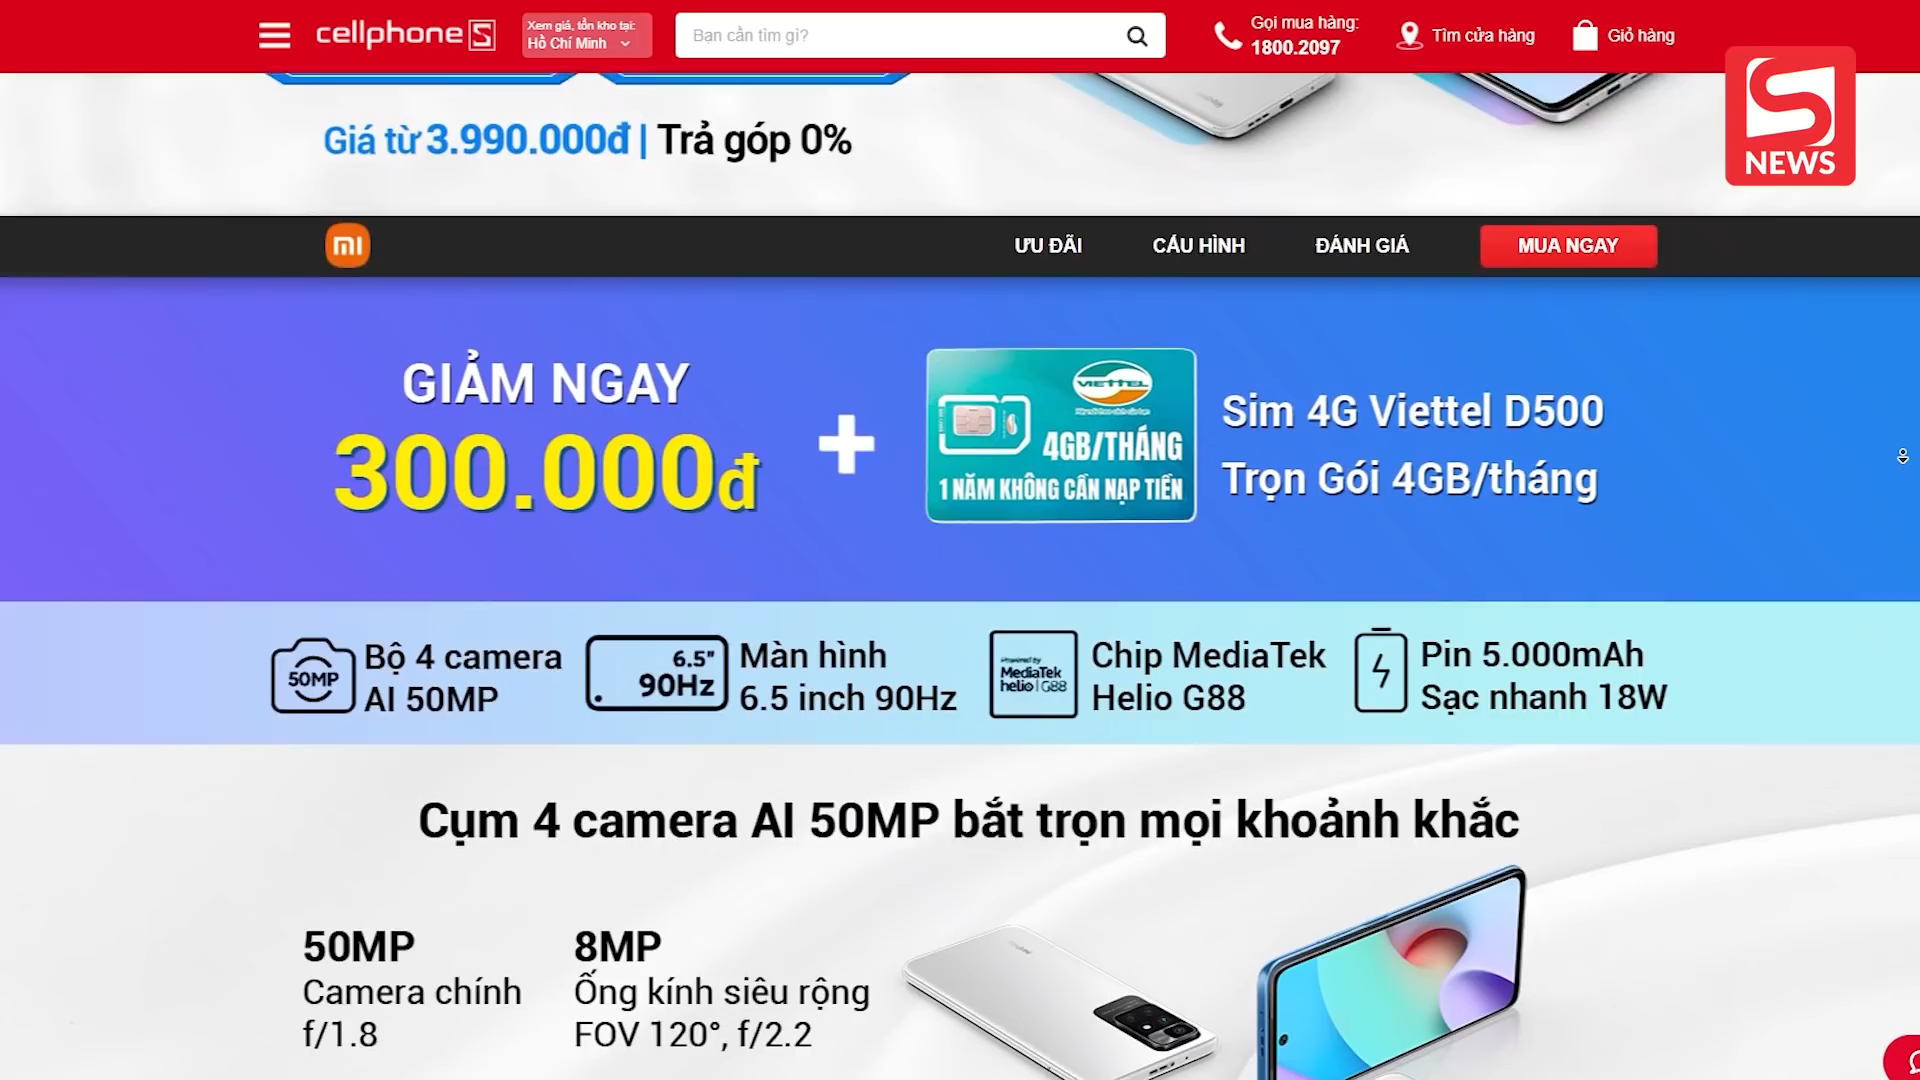 cellphoneS
Xem giá, tồn kho tại:
Hồ Chí Minh
Bạn cần tìm gì?
Gọi mua hàng:
1800.2097
Tìm cửa hàng
Giỏ hàng
S
NEWS
Giá từ 3.990.000đ | Trả góp 0%
mi
ƯU ĐÃI
CẤU HÌNH
ĐÁNH GIÁ
MUA NGAY
GIẢM NGAY
300.000đ
VIETTEL
4GB/THÁNG
1 NĂM KHÔNG CẦN NẠP TIỀN
Sim 4G Viettel D500
Trọn Gói 4GB/tháng
50MP
Bộ 4 camera
AI 50MP
6.5"
90Hz
Màn hình
6.5 inch 90Hz
Powered by
MediaTek
helio | G88
Chip MediaTek
Helio G88
Pin 5.000mAh
Sạc nhanh 18W
Cụm 4 camera AI 50MP bắt trọn mọi khoảnh khắc
50MP
Camera chính
f/1.8
8MP
Ống kính siêu rộng
FOV 120°, f/2.2